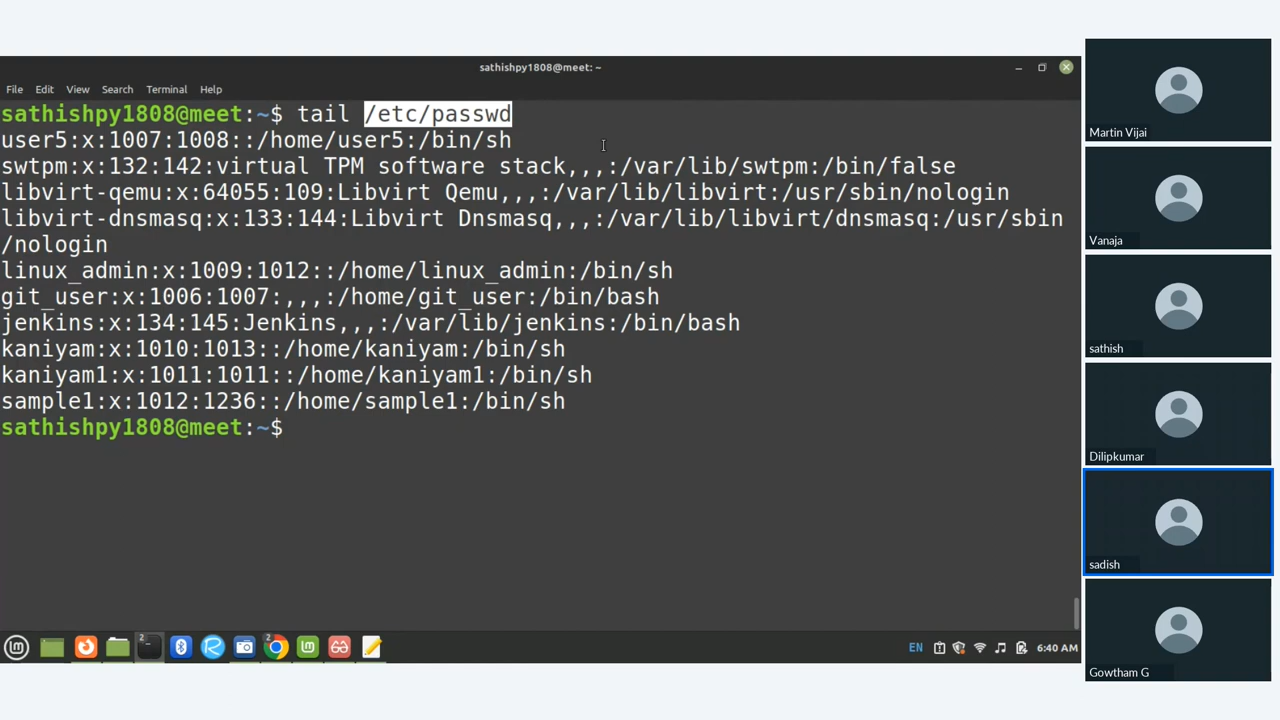 sathishpy1808@meet: ~
File Edit View Search Terminal Help
sathishpy1808@meet:~$ tail /etc/passwd
user5:x:1007:1008::/home/user5:/bin/sh
swtpm:x:132:142:virtual TPM software stack,,,:/var/lib/swtpm:/bin/false
libvirt-qemu:x:64055:109:Libvirt Qemu,,,:/var/lib/libvirt:/usr/sbin/nologin
libvirt-dnsmasq:x:133:144:Libvirt Dnsmasq,,,:/var/lib/libvirt/dnsmasq:/usr/sbin
/nologin
linux_admin:x:1009:1012::/home/linux_admin:/bin/sh
git_user:x:1006:1007:,,,:/home/git_user:/bin/bash
jenkins:x:134:145:Jenkins,,,:/var/lib/jenkins:/bin/bash
kaniyam:x:1010:1013::/home/kaniyam:/bin/sh
kaniyam1:x:1011:1011::/home/kaniyam1:/bin/sh
sample1:x:1012:1236::/home/sample1:/bin/sh
sathishpy1808@meet:~$
2
2
EN
6:40 AM
Martin Vijai
Vanaja
sathish
Dilipkumar
sadish
Gowtham G